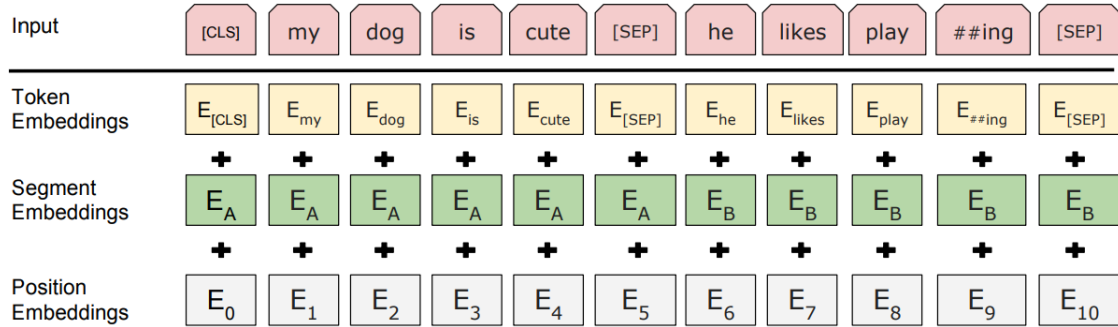 Input [CLS] my dog is cute [SEP] he likes play ##ing [SEP]
Token Embeddings E[CLS] Emy Edog Eis Ecute E[SEP] Ehe Elikes Eplay E##ing E[SEP]
+ + + + + + + + + + +
Segment Embeddings EA EA EA EA EA EA EB EB EB EB EB
+ + + + + + + + + + +
Position Embeddings E0 E1 E2 E3 E4 E5 E6 E7 E8 E9 E10